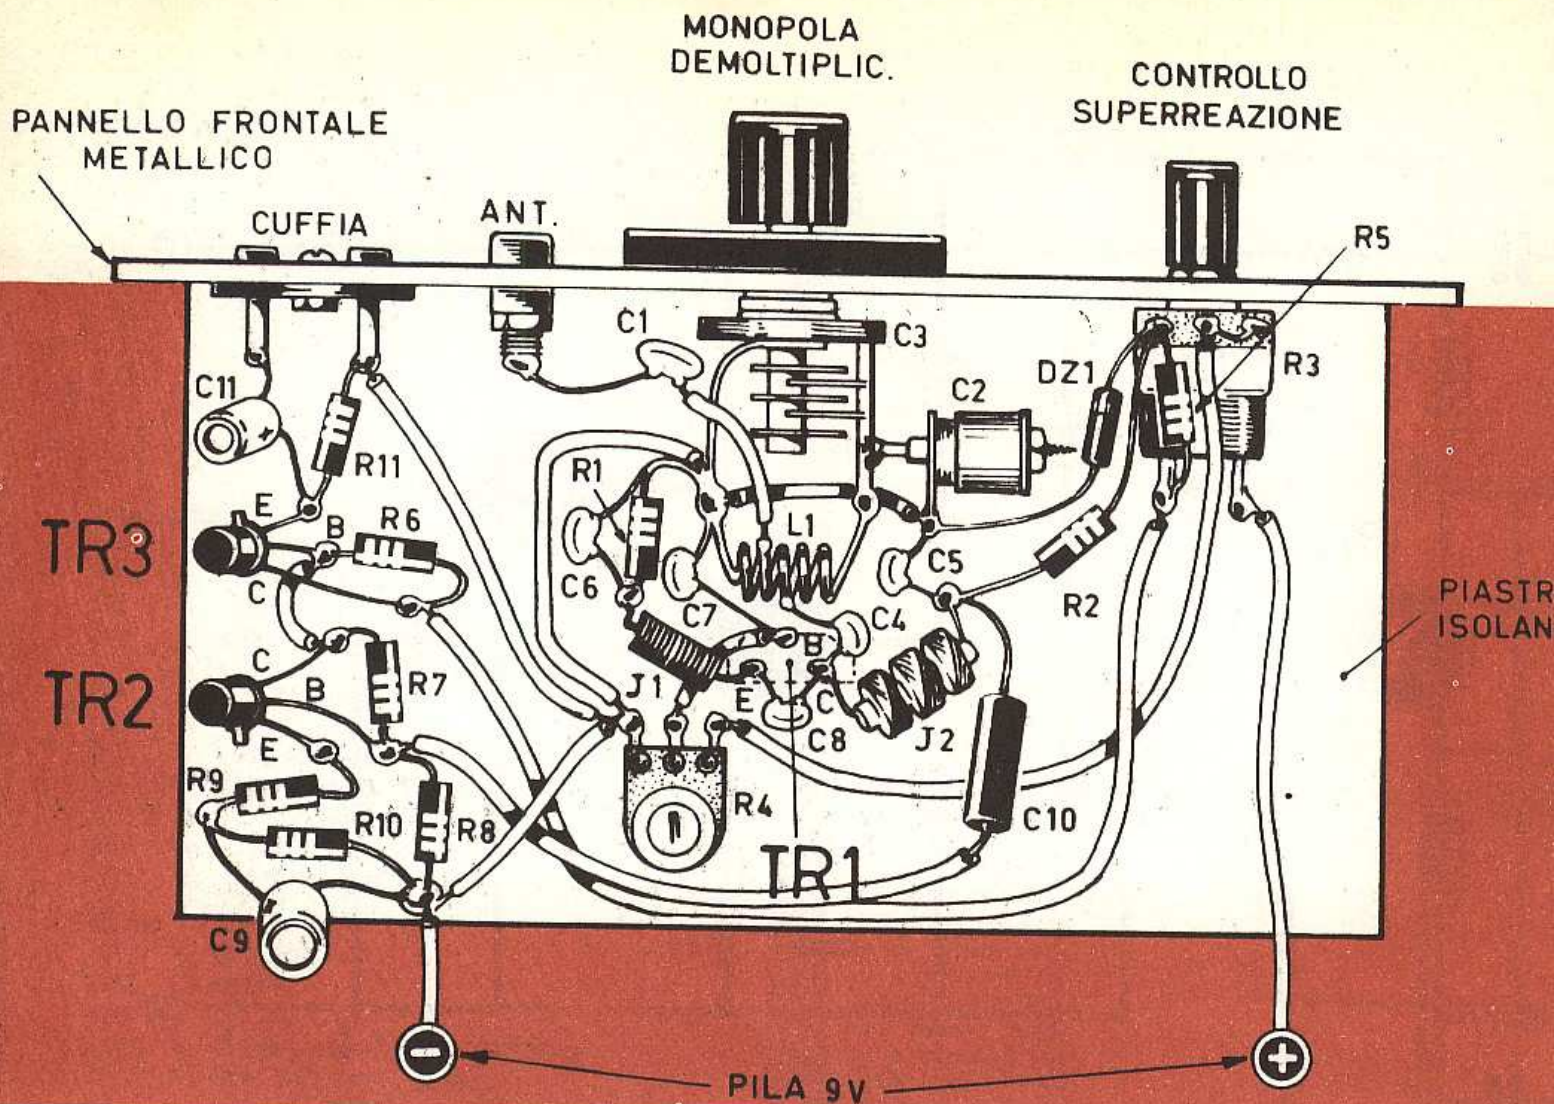 MONOPOLA
DEMOLTIPLIC.
CONTROLLO
SUPERREAZIONE
PANNELLO FRONTALE
METALLICO
CUFFIA
ANT.
R5
C1
C3
R3
DZ1
C2
C11
R11
R1
L1
TR3
E
B
R6
C
C6
C7
C5
C4
R2
PIASTR
ISOLAN
TR2
C
B
E
R7
J1
B
E
C
C8
J2
R9
R10
R8
R4
C10
TR1
C9
PILA 9V
-
+